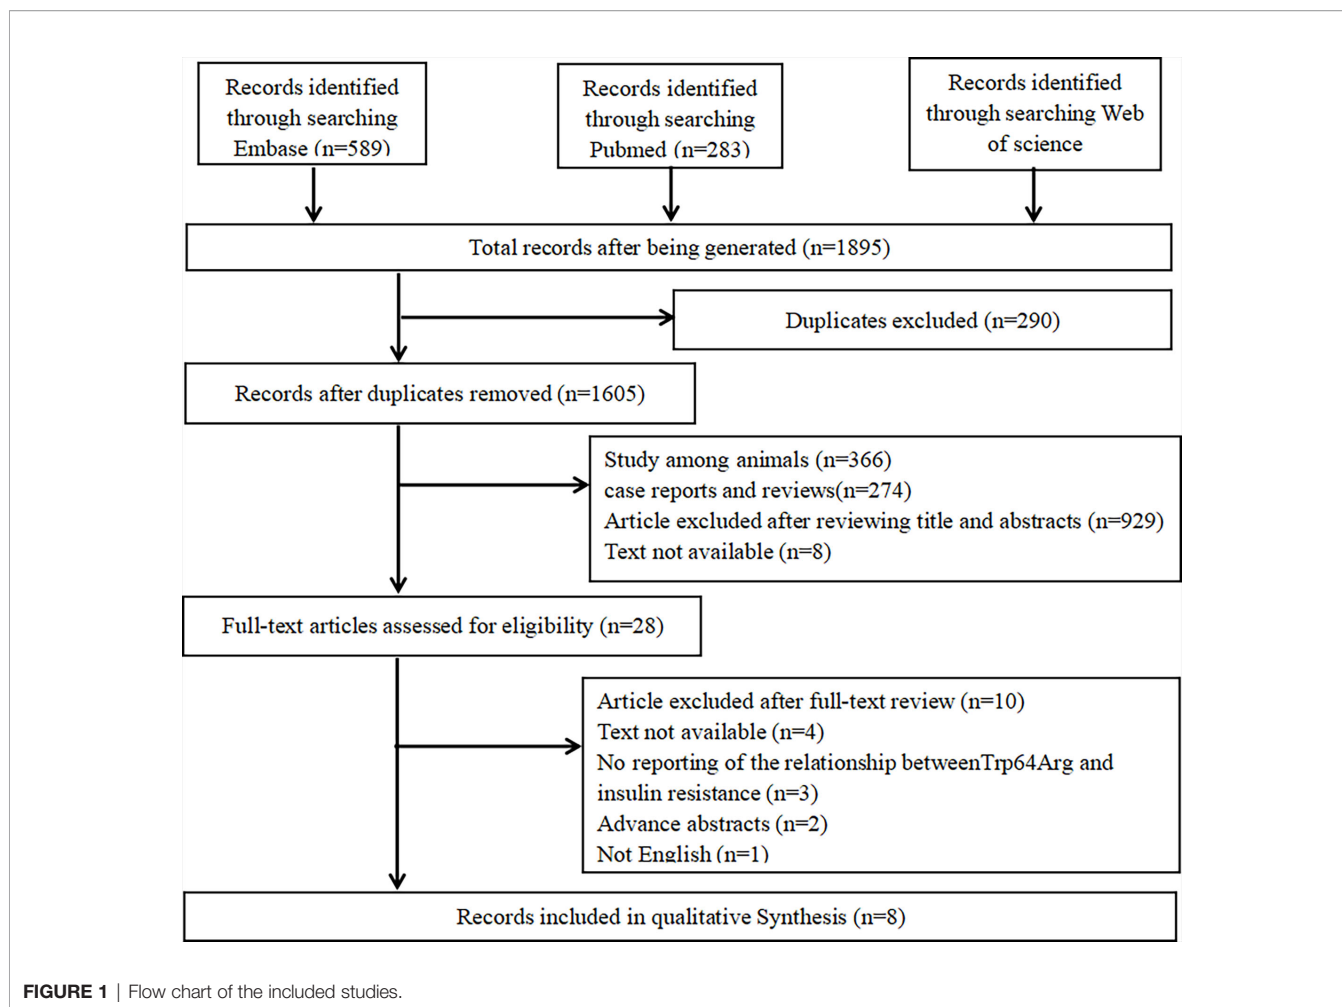 Records identified
through searching
Embase (n=589)
Records identified
through searching
Pubmed (n=283)
Records identified
through searching Web
of science
Total records after being generated (n=1895)
Duplicates excluded (n=290)
Records after duplicates removed (n=1605)
Study among animals (n=366)
case reports and reviews(n=274)
Article excluded after reviewing title and abstracts (n=929)
Text not available (n=8)
Full-text articles assessed for eligibility (n=28)
Article excluded after full-text review (n=10)
Text not available (n=4)
No reporting of the relationship betweenTrp64Arg and
insulin resistance (n=3)
Advance abstracts (n=2)
Not English (n=1)
Records included in qualitative Synthesis (n=8)
FIGURE 1 | Flow chart of the included studies.